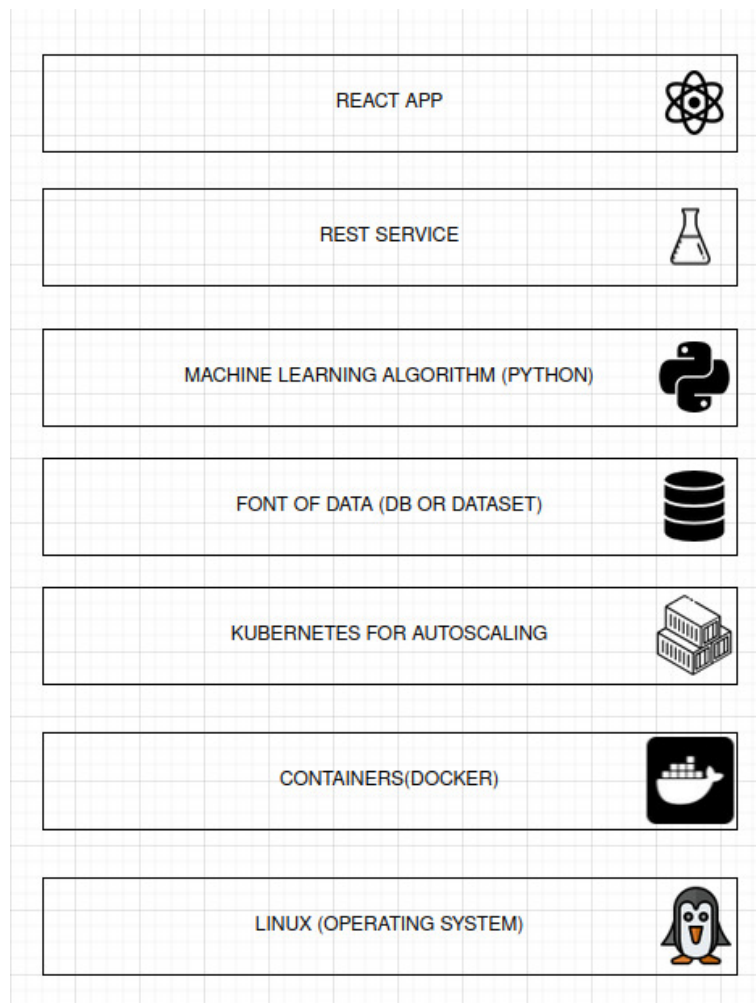 REACT APP
REST SERVICE
MACHINE LEARNING ALGORITHM (PYTHON)
FONT OF DATA (DB OR DATASET)
KUBERNETES FOR AUTOSCALING
CONTAINERS(DOCKER)
LINUX (OPERATING SYSTEM)